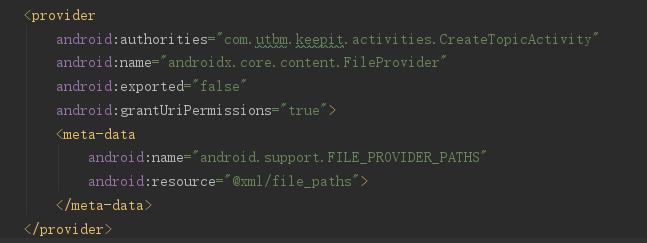 <provider
android:authorities="com.utbm.keepit.activities.CreateTopicActivity"
android:name="androidx.core.content.FileProvider"
android:exported="false"
android:grantUriPermissions="true">
<meta-data
android:name="android.support.FILE_PROVIDER_PATHS"
android:resource="@xml/file_paths">
</meta-data>
</provider>